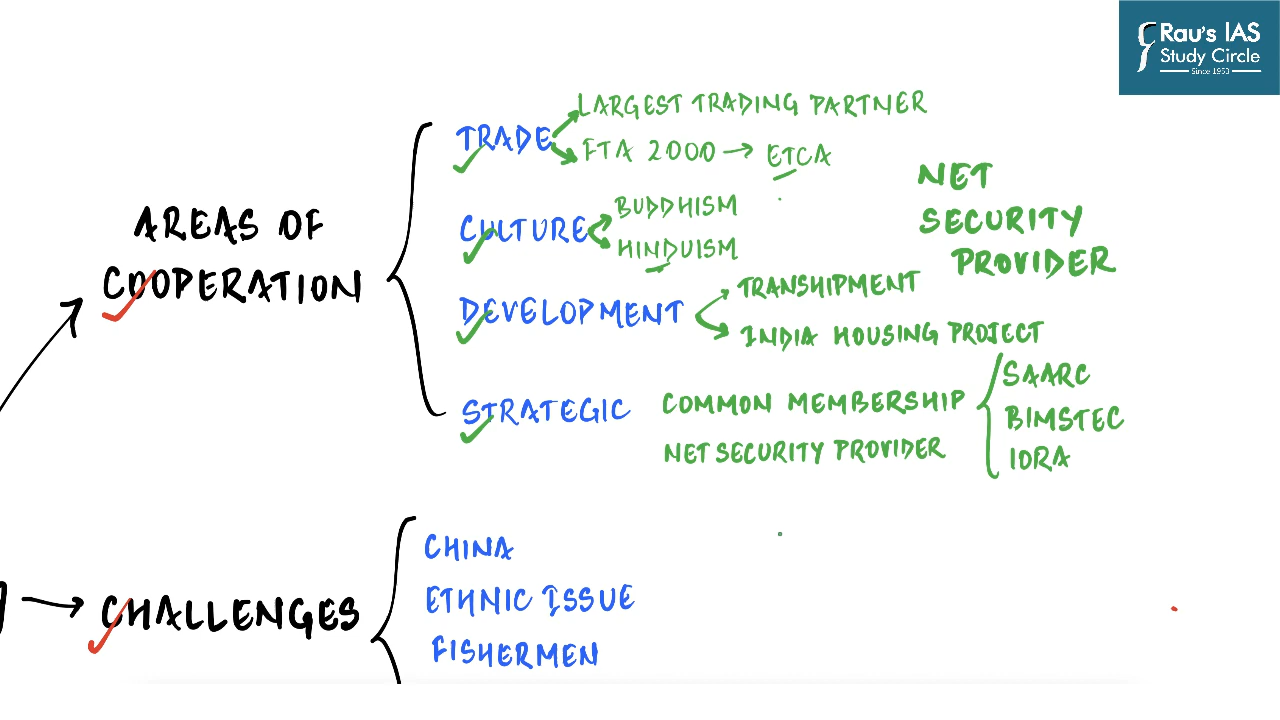 Rau's IAS
Study Circle
Since 1953
AREAS OF
COOPERATION
TRADE
LARGEST TRADING PARTNER
FTA 2000 → ETCA
CULTURE
BUDDHISM
HINDUISM
DEVELOPMENT
TRANSHIPMENT
INDIA HOUSING PROJECT
NET
SECURITY
PROVIDER
STRATEGIC
COMMON MEMBERSHIP
SAARC
BIMSTEC
IORA
NET SECURITY PROVIDER
CHALLENGES
CHINA
ETHNIC ISSUE
FISHERMEN